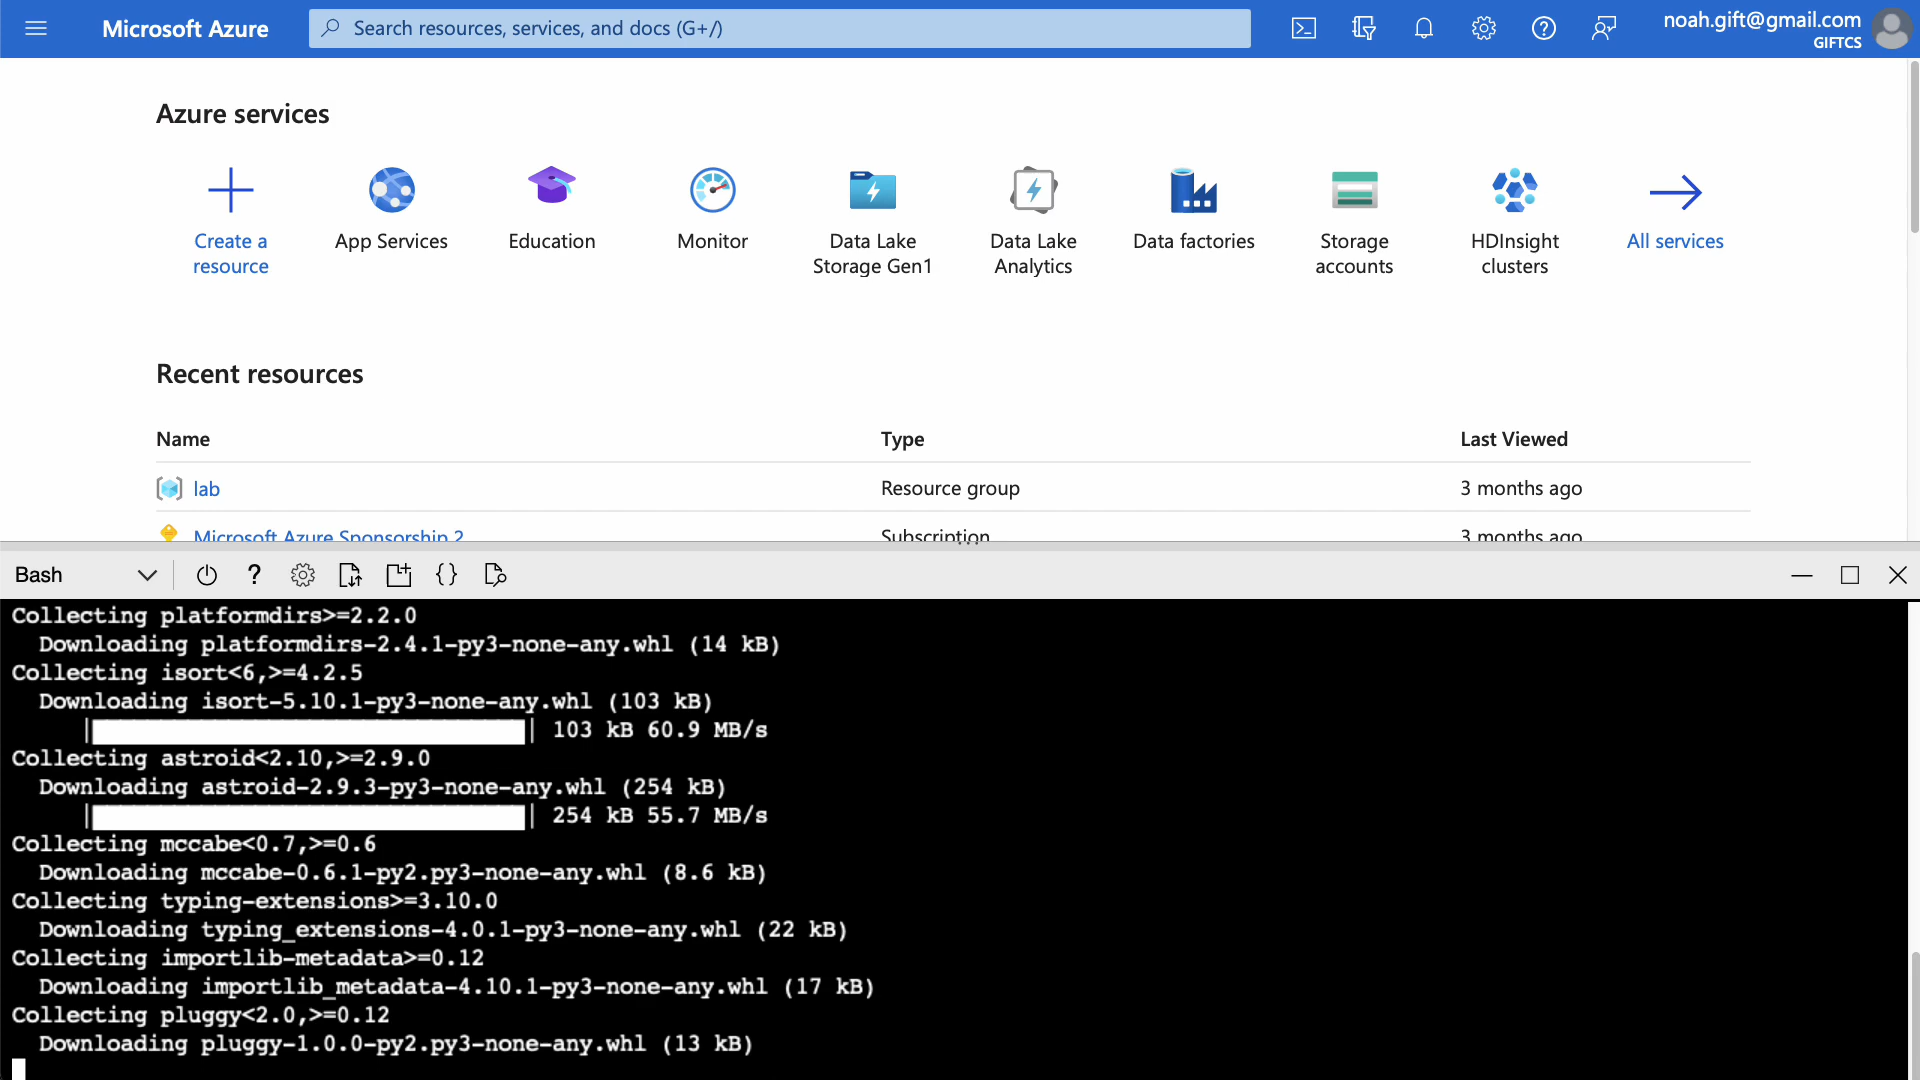 Microsoft Azure
Search resources, services, and docs (G+/)
noah.gift@gmail.com
GIFTCS
Azure services
Create a resource
App Services
Education
Monitor
Data Lake Storage Gen1
Data Lake Analytics
Data factories
Storage accounts
HDInsight clusters
All services
Recent resources
Name Type Last Viewed
lab Resource group 3 months ago
Microsoft Azure Sponsorship 2 Subscription 3 months ago
Bash
Collecting platformdirs>=2.2.0
Downloading platformdirs-2.4.1-py3-none-any.whl (14 kB)
Collecting isort<6,>=4.2.5
Downloading isort-5.10.1-py3-none-any.whl (103 kB)
103 kB 60.9 MB/s
Collecting astroid<2.10,>=2.9.0
Downloading astroid-2.9.3-py3-none-any.whl (254 kB)
254 kB 55.7 MB/s
Collecting mccabe<0.7,>=0.6
Downloading mccabe-0.6.1-py2.py3-none-any.whl (8.6 kB)
Collecting typing-extensions>=3.10.0
Downloading typing_extensions-4.0.1-py3-none-any.whl (22 kB)
Collecting importlib-metadata>=0.12
Downloading importlib_metadata-4.10.1-py3-none-any.whl (17 kB)
Collecting pluggy<2.0,>=0.12
Downloading pluggy-1.0.0-py2.py3-none-any.whl (13 kB)